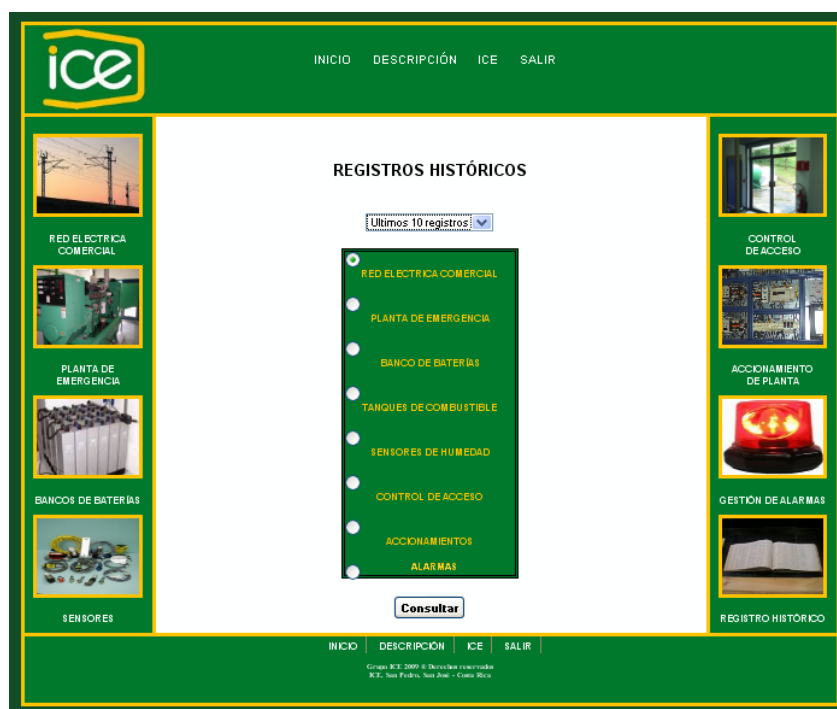 ice
INICIO DESCRIPCIÓN ICE SALIR
RED ELECTRICA
COMERCIAL
PLANTA DE
EMERGENCIA
BANCOS DE BATERÍAS
SENSORES
REGISTROS HISTÓRICOS
Ultimos 10 registros
RED ELECTRICA COMERCIAL
PLANTA DE EMERGENCIA
BANCO DE BATERÍAS
TANQUES DE COMBUSTIBLE
SENSORES DE HUMEDAD
CONTROL DE ACCESO
ACCIONAMIENTOS
ALARMAS
Consultar
CONTROL
DE ACCESO
ACCIONAMIENTO
DE PLANTA
GESTIÓN DE ALARMAS
REGISTRO HISTÓRICO
INICIO DESCRIPCIÓN ICE SALIR
Grupo ICE 2009 © Derechos reservados
ICE, San Pedro, San José - Costa Rica